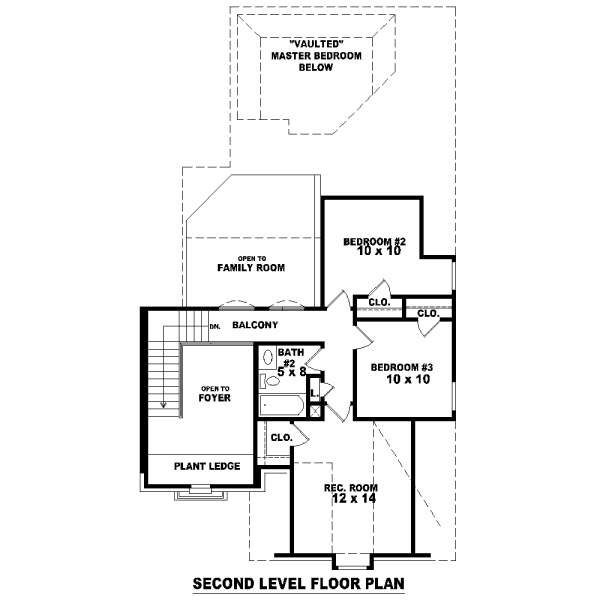 "VAULTED"
MASTER BEDROOM
BELOW
BEDROOM #2
10 x 10
OPEN TO
FAMILY ROOM
CLO.
CLO.
DN.
BALCONY
BATH
#2
5 x 8
BEDROOM #3
10 x 10
OPEN TO
FOYER
L.
CLO.
PLANT LEDGE
REC. ROOM
12 x 14
SECOND LEVEL FLOOR PLAN